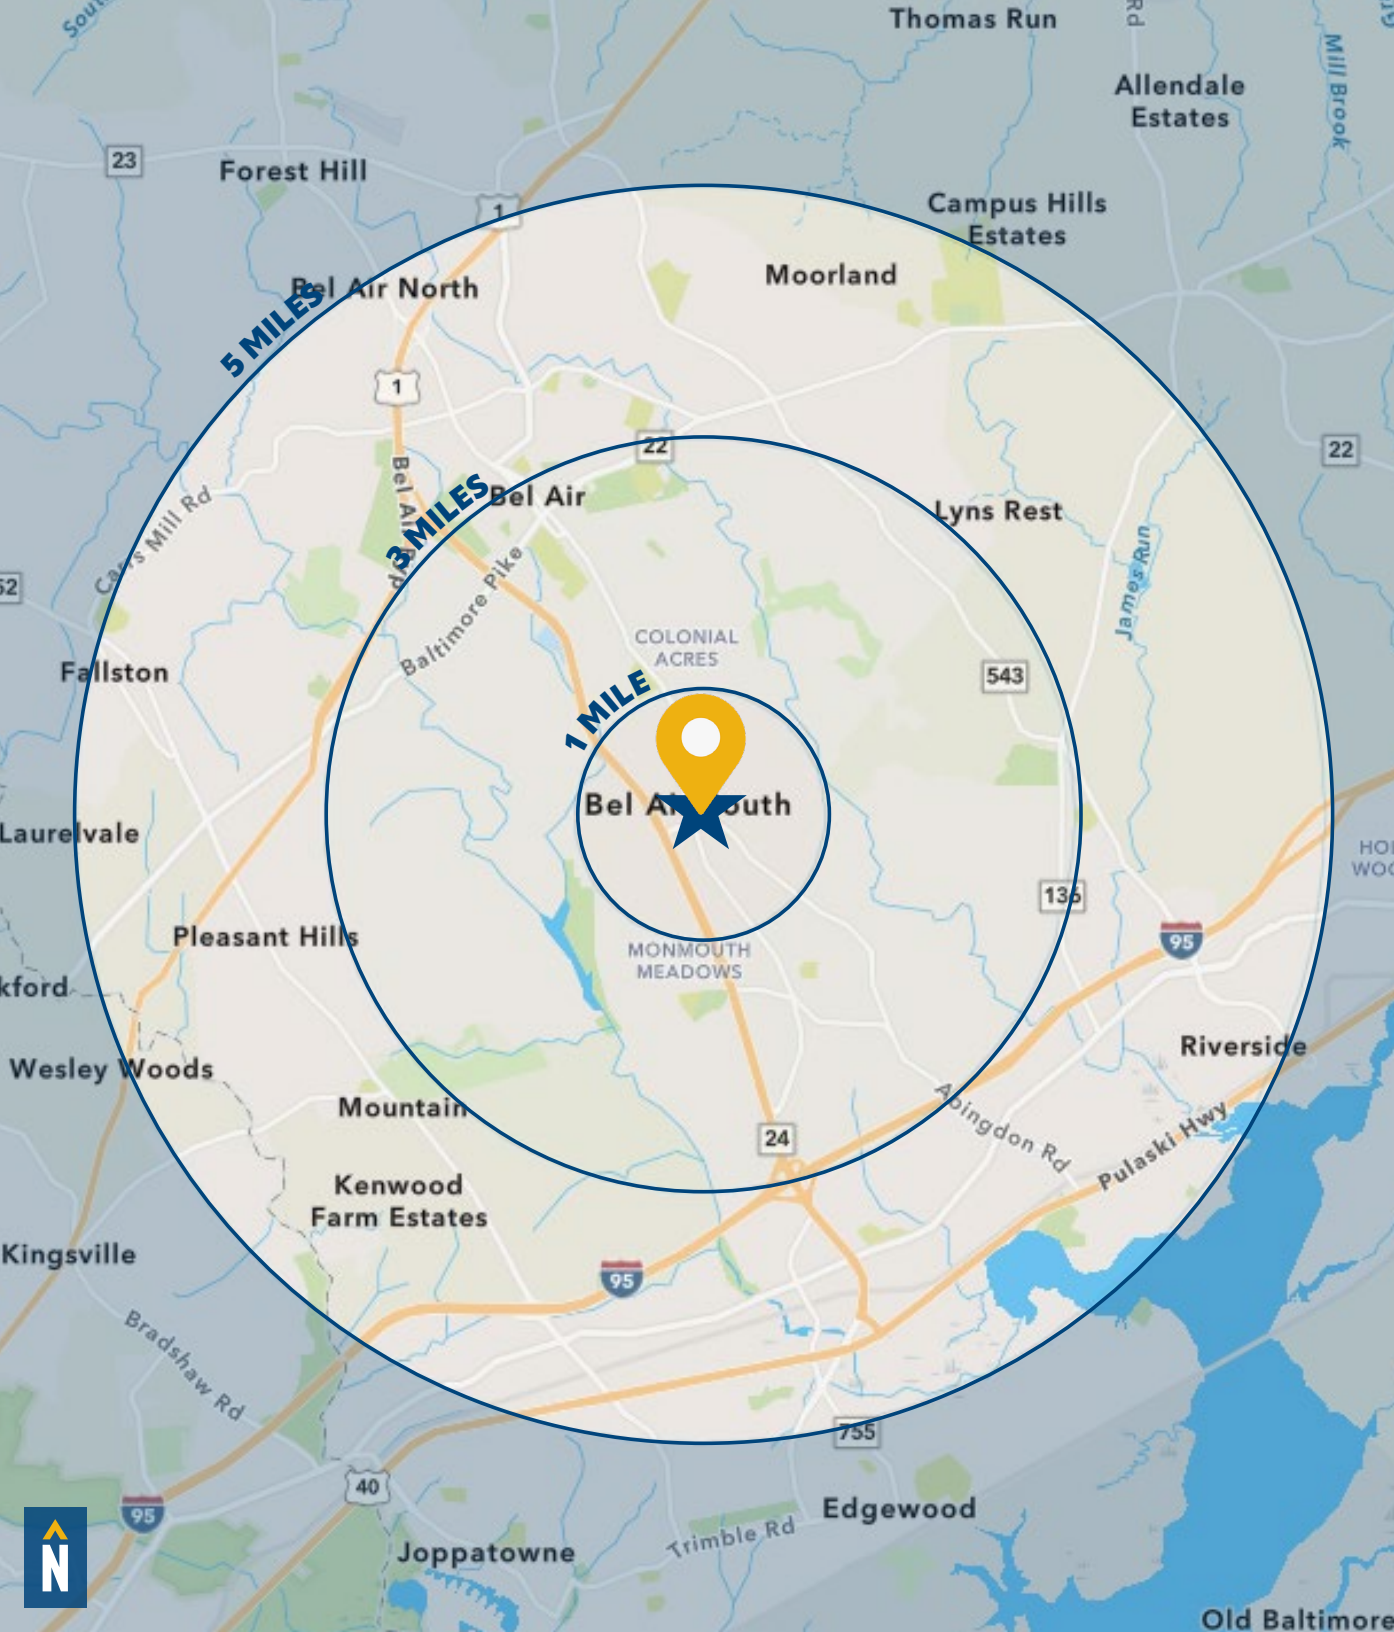 Thomas Run
Rd
Mill Brook
Allendale
Estates
23
Forest Hill
1
Campus Hills
Estates
Moorland
Bel Air North
5 MILES
1
22
22
3 MILES
Bel Air
Carrs Mill Rd
Lyns Rest
James Run
Baltimore Pike
COLONIAL
ACRES
Fallston
543
1 MILE
Bel Air South
Laurelvale
136
95
Pleasant Hills
MONMOUTH
MEADOWS
kford
Riverside
Wesley Woods
Mountain
Abingdon Rd
24
Pulaski Hwy
Kenwood
Farm Estates
Kingsville
95
Bradshaw Rd
755
40
95
Edgewood
Trimble Rd
Joppatowne
N
Old Baltimore